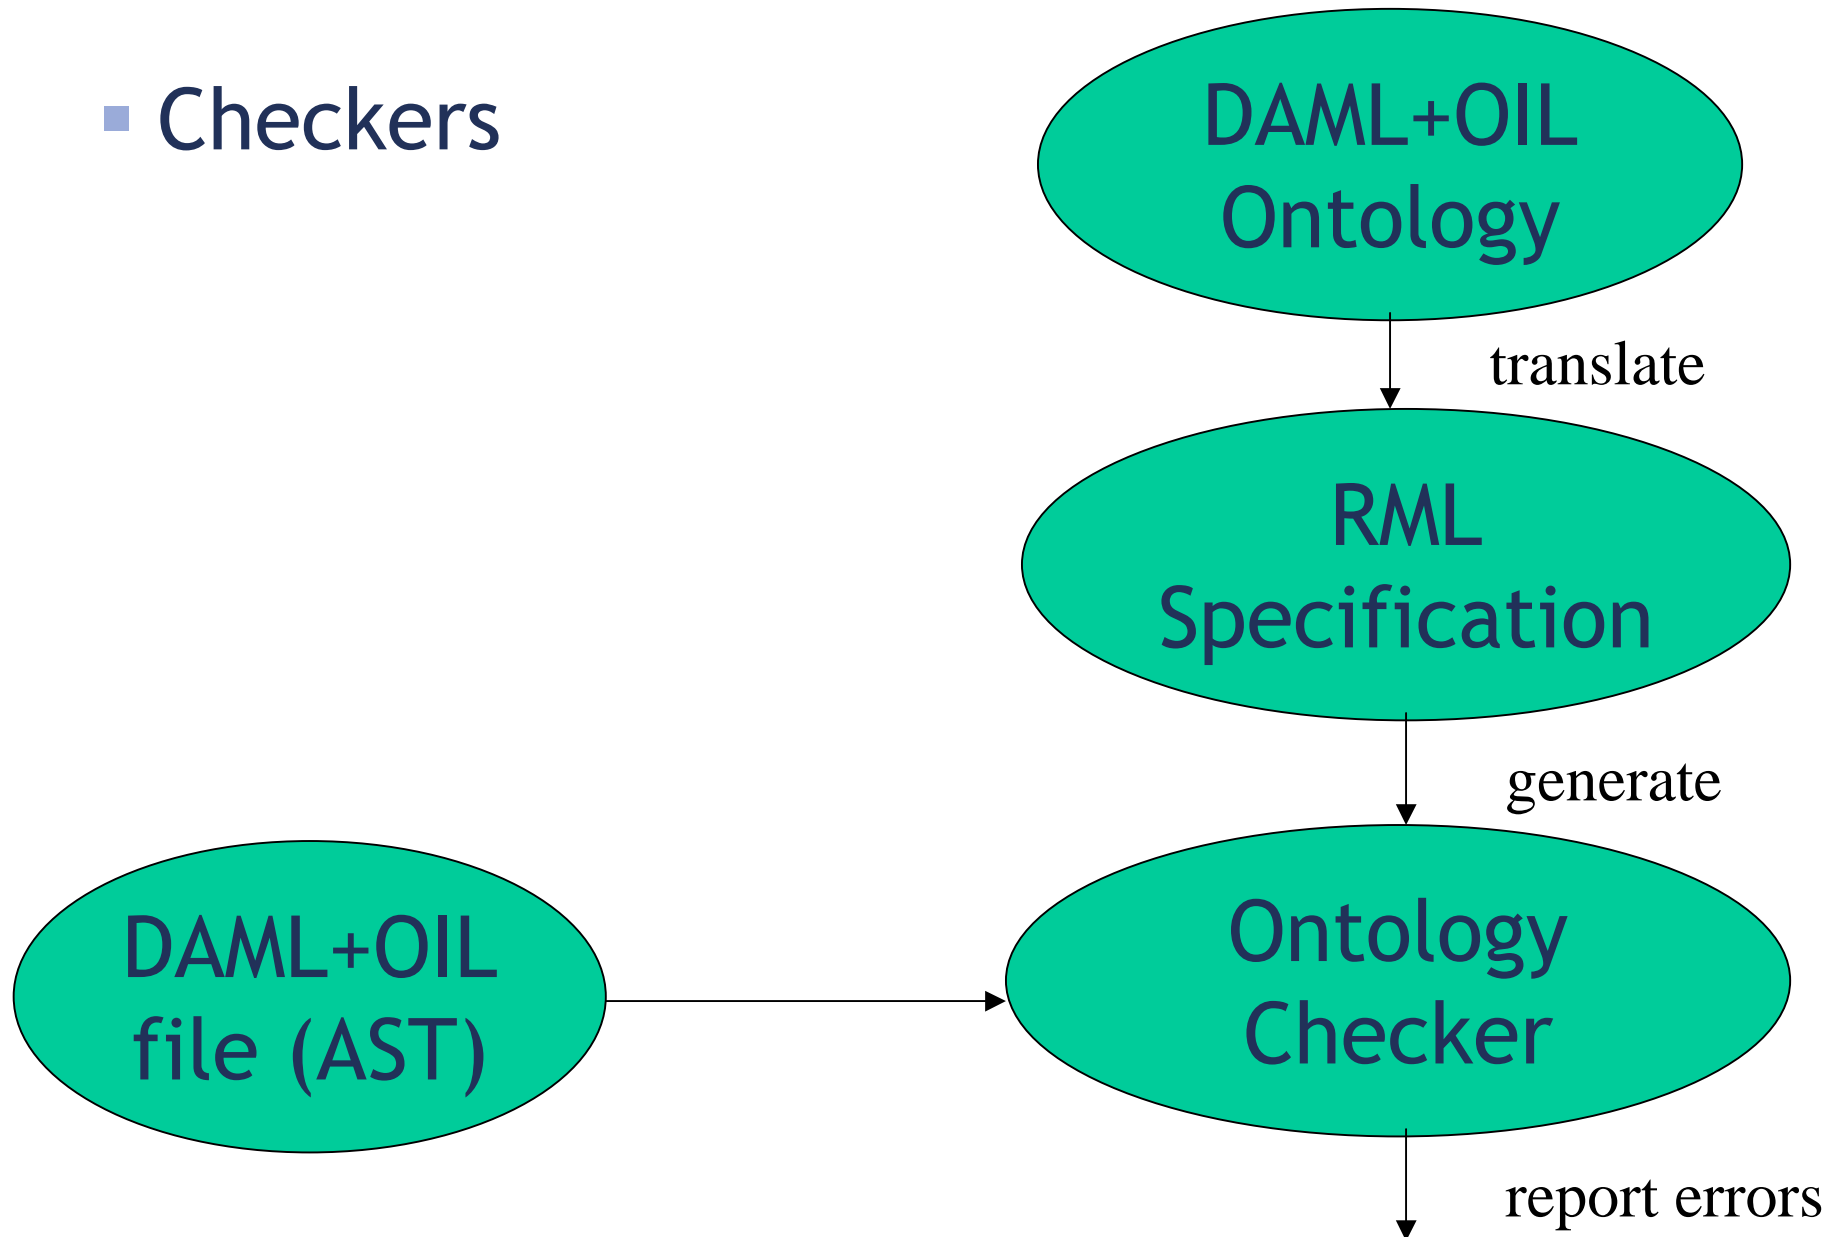 Checkers
DAML+OIL
Ontology
translate
RML
Specification
generate
DAML+OIL
file (AST)
Ontology
Checker
report errors